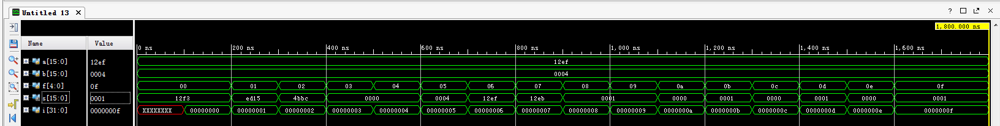 Untitled 13
?
1,800.000 ns
Name Value 0 ns 200 ns 400 ns 600 ns 800 ns 1,000 ns 1,200 ns 1,400 ns 1,600 ns
a[15:0] 12ef 12ef
b[15:0] 0004 0004
f[4:0] 0f 00 01 02 03 04 05 06 07 08 09 0a 0b 0c 0d 0e 0f
s[15:0] 0001 12f3 ed15 4bbc 0000 0004 12ef 12eb 0001 0000 0001 0000 0001 0000 0001
i[31:0] 0000000f XXXXXXXX 00000000 00000001 00000002 00000003 00000004 00000005 00000006 00000007 00000008 00000009 0000000a 0000000b 0000000c 0000000d 0000000e 0000000f